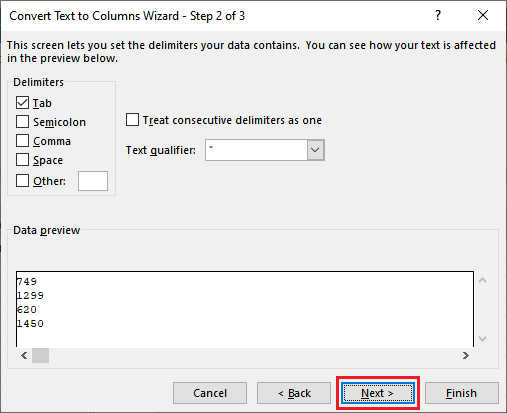 Convert Text to Columns Wizard - Step 2 of 3
This screen lets you set the delimiters your data contains.  You can see how your text is affected
in the preview below.
Delimiters
Tab
Semicolon
Comma
Space
Other:
Treat consecutive delimiters as one
Text qualifier: "
Data preview
749
1299
€20
1450
Cancel < Back Next > Finish